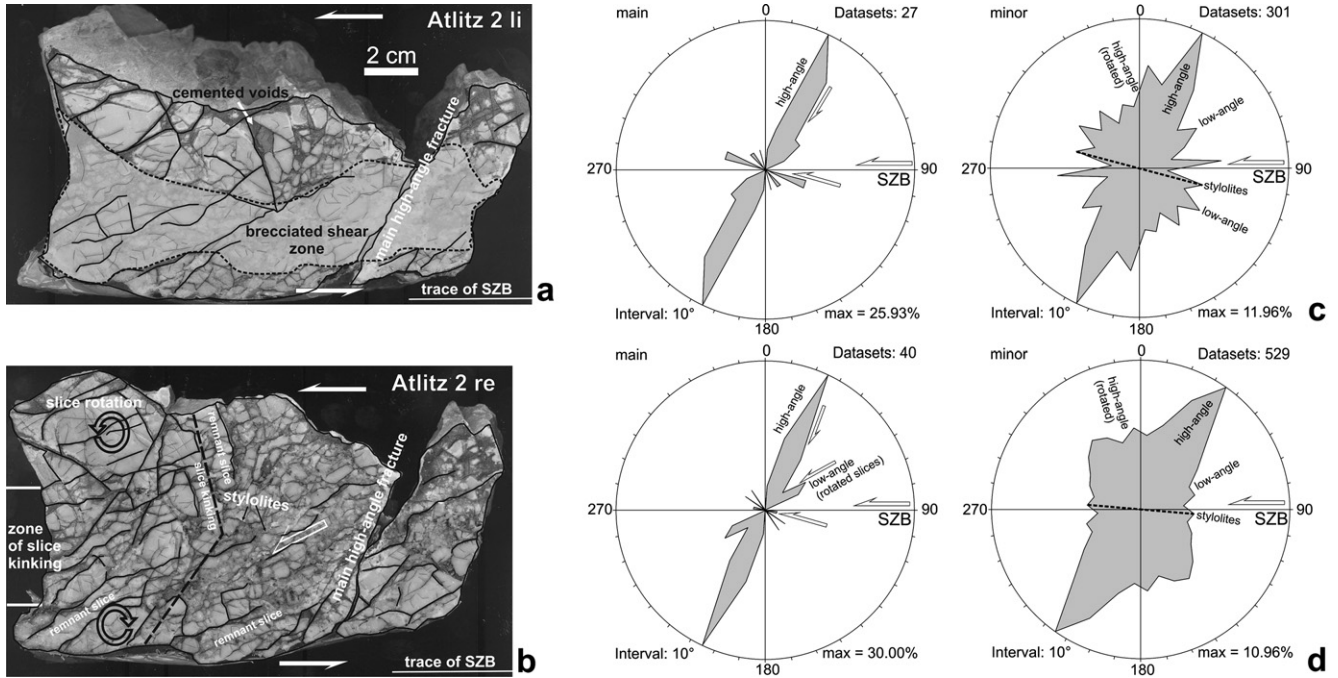 Atlitz 2 li
2 cm
cemented voids
main high-angle fracture
brecciated shear
zone
trace of SZB
a
Atlitz 2 re
slice rotation
remnant slice
slice kinking
stylolites
main high-angle fracture
zone
of slice
kinking
remnant slice
remnant slice
trace of SZB
b
main
0
Datasets: 27
high-angle
270
90
SZB
Interval: 10°
180
max = 25.93%
minor
0
Datasets: 301
high-angle
(rotated)
high-angle
low-angle
270
90
SZB
stylolites
low-angle
Interval: 10°
180
max = 11.96%
c
main
0
Datasets: 40
high-angle
low-angle
(rotated slices)
270
90
SZB
Interval: 10°
180
max = 30.00%
minor
0
Datasets: 529
high-angle
(rotated)
high-angle
low-angle
270
90
SZB
stylolites
Interval: 10°
180
max = 10.96%
d